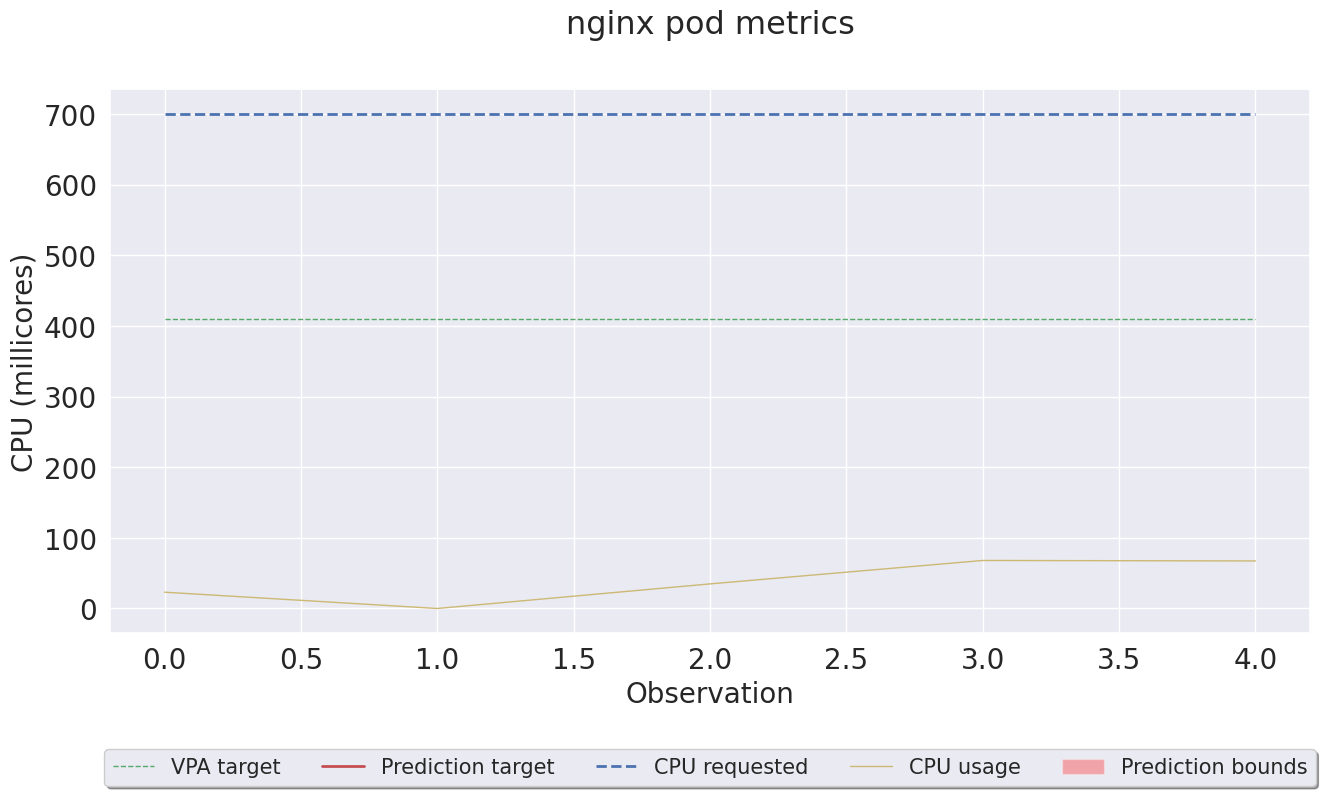 nginx pod metrics
700
600
500
400
300
200
100
0
CPU (millicores)
0.0 0.5 1.0 1.5 2.0 2.5 3.0 3.5 4.0
Observation
VPA target Prediction target CPU requested CPU usage Prediction bounds